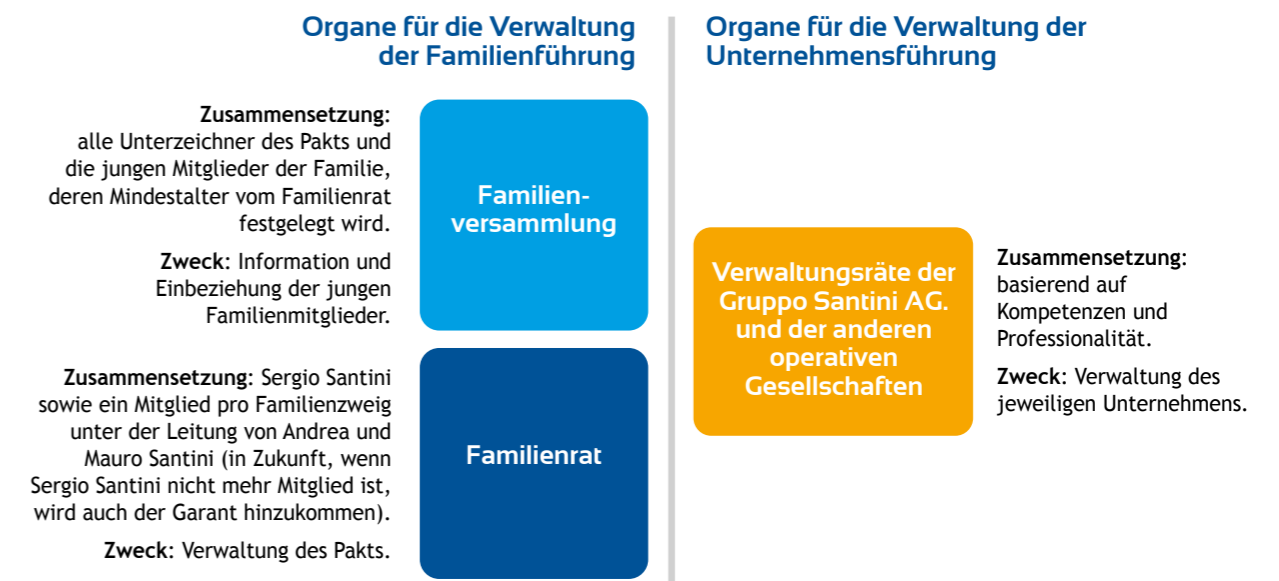 Organe für die Verwaltung
der Familienführung
Zusammensetzung:
alle Unterzeichner des Pakts und
die jungen Mitglieder der Familie,
deren Mindestalter vom Familienrat
festgelegt wird.
Zweck: Information und
Einbeziehung der jungen
Familienmitglieder.
Familien-
versammlung
Zusammensetzung: Sergio Santini
sowie ein Mitglied pro Familienzweig
unter der Leitung von Andrea und
Mauro Santini (in Zukunft, wenn
Sergio Santini nicht mehr Mitglied ist,
wird auch der Garant hinzukommen).
Zweck: Verwaltung des Pakts.
Familienrat
Organe für die Verwaltung der
Unternehmensführung
Verwaltungsräte der
Gruppo Santini AG.
und der anderen
operativen
Gesellschaften
Zusammensetzung:
basierend auf
Kompetenzen und
Professionalität.
Zweck: Verwaltung des
jeweiligen Unternehmens.